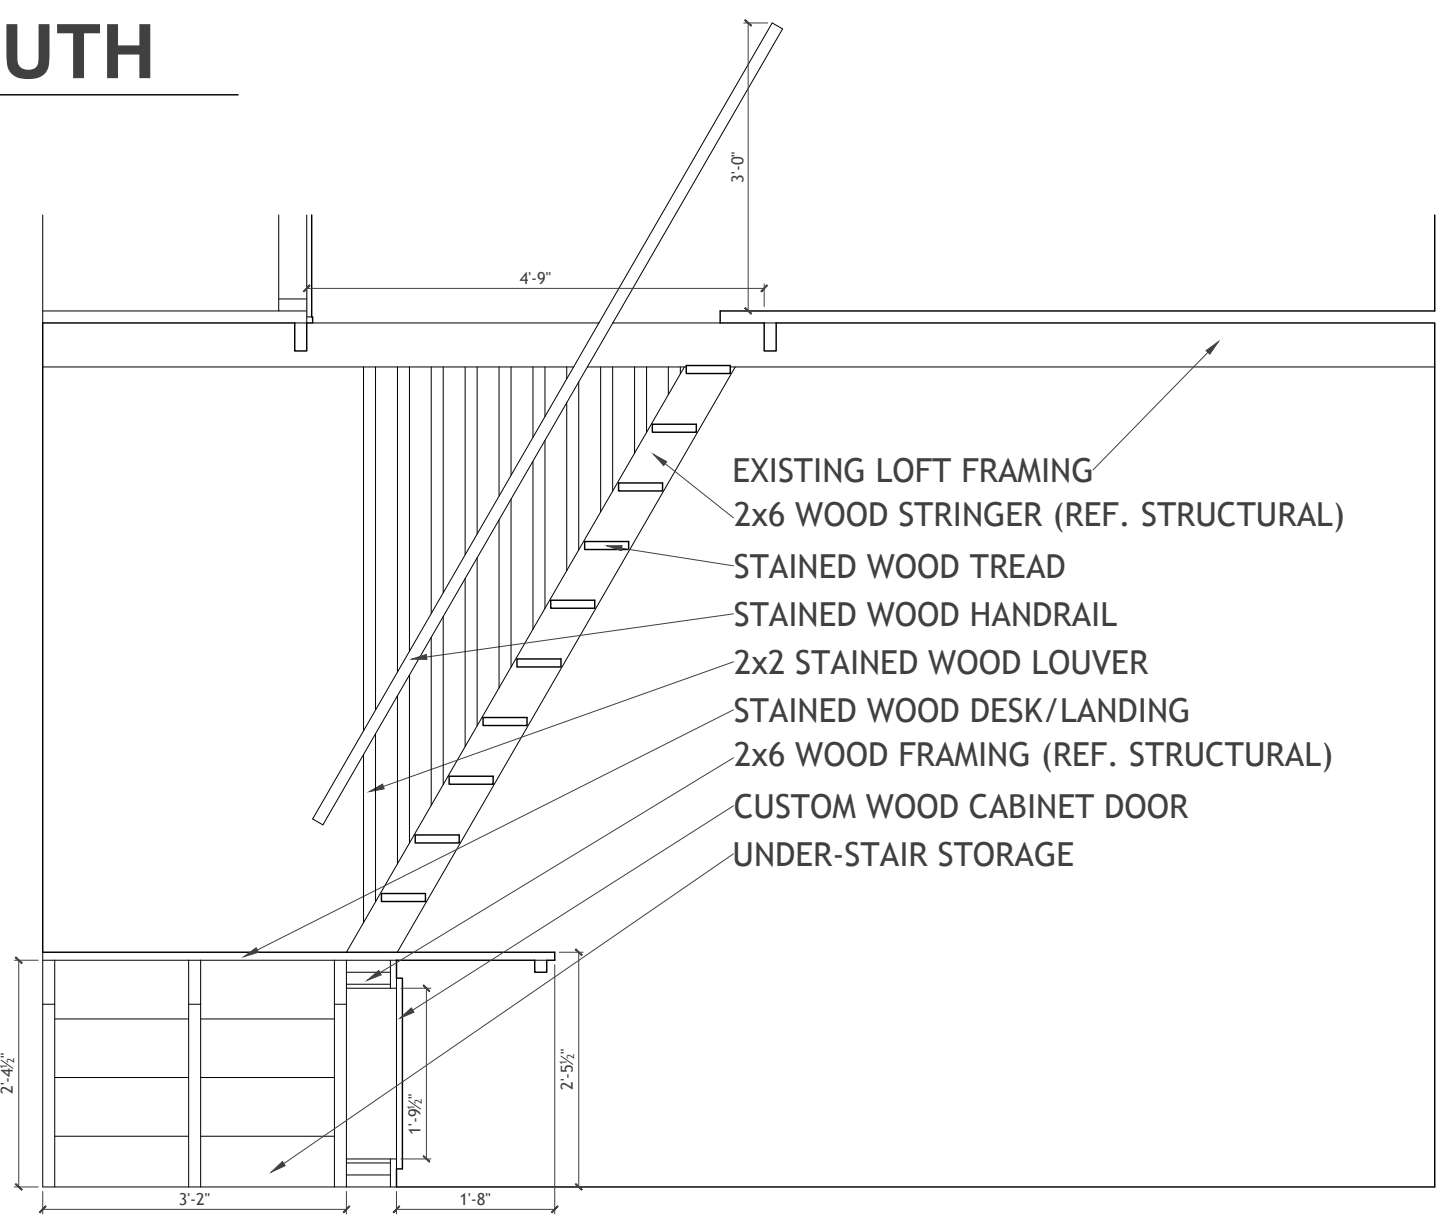 UTH
3'-0"
4'-9"
EXISTING LOFT FRAMING
2x6 WOOD STRINGER (REF. STRUCTURAL)
STAINED WOOD TREAD
STAINED WOOD HANDRAIL
2x2 STAINED WOOD LOUVER
STAINED WOOD DESK/LANDING
2x6 WOOD FRAMING (REF. STRUCTURAL)
CUSTOM WOOD CABINET DOOR
UNDER-STAIR STORAGE
2'-4½"
1'-9½"
2'-5½"
3'-2"
1'-8"